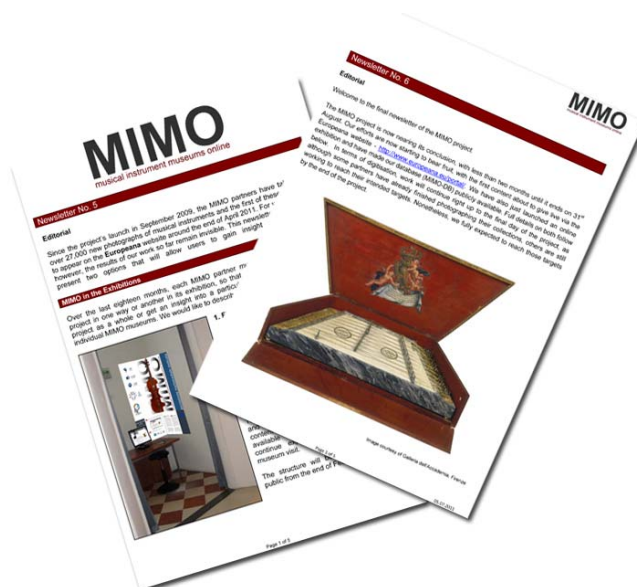 MIMO
musical instrument museums online
Newsletter No. 5
Editorial
Since the project's launch in September 2009, the MIMO partners have
over 27,000 new photographs of musical instruments and the first of these
to appear on the Europeana website around the end of April 2011. For
however, the results of our work so far remain invisible. This newsletter
present two options that will allow users to gain insight
MIMO in the Exhibitions
Over the last eighteen months, each MIMO partner
project in one way or another in its exhibition, so that
project as a whole or get an insight into a particular
individual MIMO museums. We would like to describe
1.
available
continue
museum visit.
The structure will
public from the end of
Page 1 of 5
Newsletter No. 6
MIMO
musical instrument museums online
Editorial
Welcome to the final newsletter of the MIMO project.
The MIMO project is now nearing its conclusion, with less than two months until it ends on 31st
August. Our efforts are now starting to bear fruit, with the first content about to give live via the
Europeana website - http://www.europeana.eu/portal/. We have also just launched an online
exhibition and have made our database (MIMO-DB) publicly available. Full details on both follow
below. In terms of digitisation, work will continue right up to the final day of the project, as
although some partners have already finished photographing their collections, others are still
working to reach their intended targets. Nonetheless, we fully expected to reach those targets
by the end of the project.
Image courtesy of Galleria dell'Accademia, Firenze